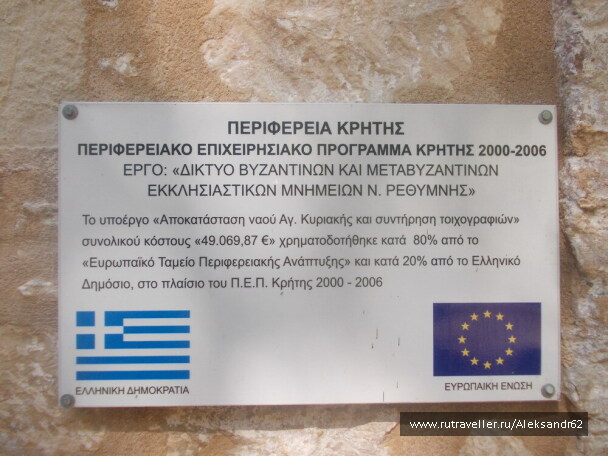 ΠΕΡΙΦΕΡΕΙΑ ΚΡΗΤΗΣ
ΠΕΡΙΦΕΡΕΙΑΚΟ ΕΠΙΧΕΙΡΗΣΙΑΚΟ ΠΡΟΓΡΑΜΜΑ ΚΡΗΤΗΣ 2000-2006
ΕΡΓΟ: «ΔΙΚΤΥΟ ΒΥΖΑΝΤΙΝΩΝ ΚΑΙ ΜΕΤΑΒΥΖΑΝΤΙΝΩΝ
ΕΚΚΛΗΣΙΑΣΤΙΚΩΝ ΜΝΗΜΕΙΩΝ Ν. ΡΕΘΥΜΝΗΣ»
Το υποέργο «Αποκατάσταση ναού Αγ. Κυριακής και συντήρηση τοιχογραφιών»
συνολικού κόστους «49.069,87 €» χρηματοδοτήθηκε κατά 80% από το
«Ευρωπαϊκό Ταμείο Περιφερειακής Ανάπτυξης» και κατά 20% από το Ελληνικό
Δημόσιο, στο πλαίσιο του Π.Ε.Π. Κρήτης 2000 - 2006
ΕΛΛΗΝΙΚΗ ΔΗΜΟΚΡΑΤΙΑ
ΕΥΡΩΠΑΙΚΗ ΕΝΩΣΗ
www.rutraveller.ru/Aleksandr62